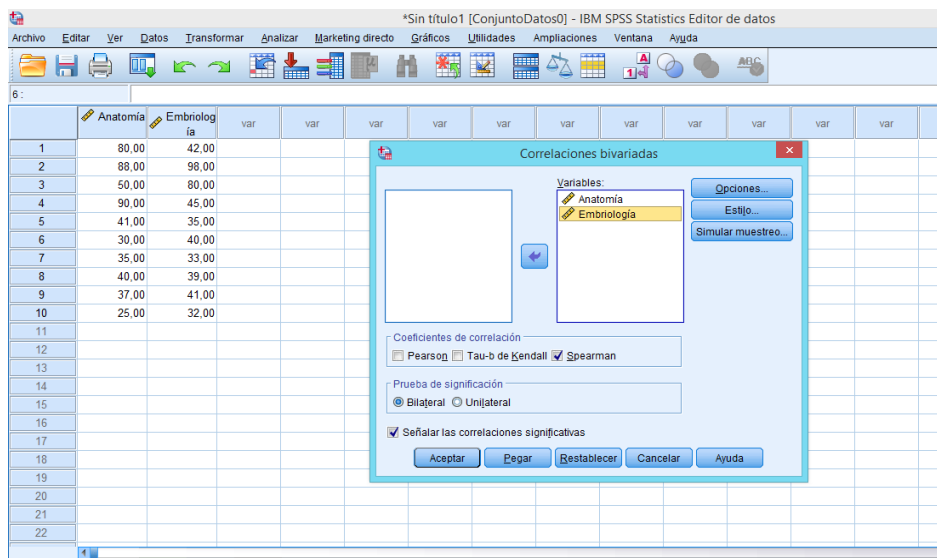 *Sin título1 [ConjuntoDatos0] - IBM SPSS Statistics Editor de datos
Archivo Editar Ver Datos Transformar Analizar Marketing directo Gráficos Utilidades Ampliaciones Ventana Ayuda
A
14
ABC
6 :
Anatomía Embriología var var var var var var var var var var var
1 80,00 42,00
2 88,00 98,00
3 50,00 80,00
4 90,00 45,00
5 41,00 35,00
6 30,00 40,00
7 35,00 33,00
8 40,00 39,00
9 37,00 41,00
10 25,00 32,00
11
12
13
14
15
16
17
18
19
20
21
22
Correlaciones bivariadas
Variables:
Anatomía
Embriología
Opciones...
Estilo...
Simular muestreo...
Coeficientes de correlación
Pearson Tau-b de Kendall Spearman
Prueba de significación
Bilateral Unilateral
Señalar las correlaciones significativas
Aceptar Pegar Restablecer Cancelar Ayuda